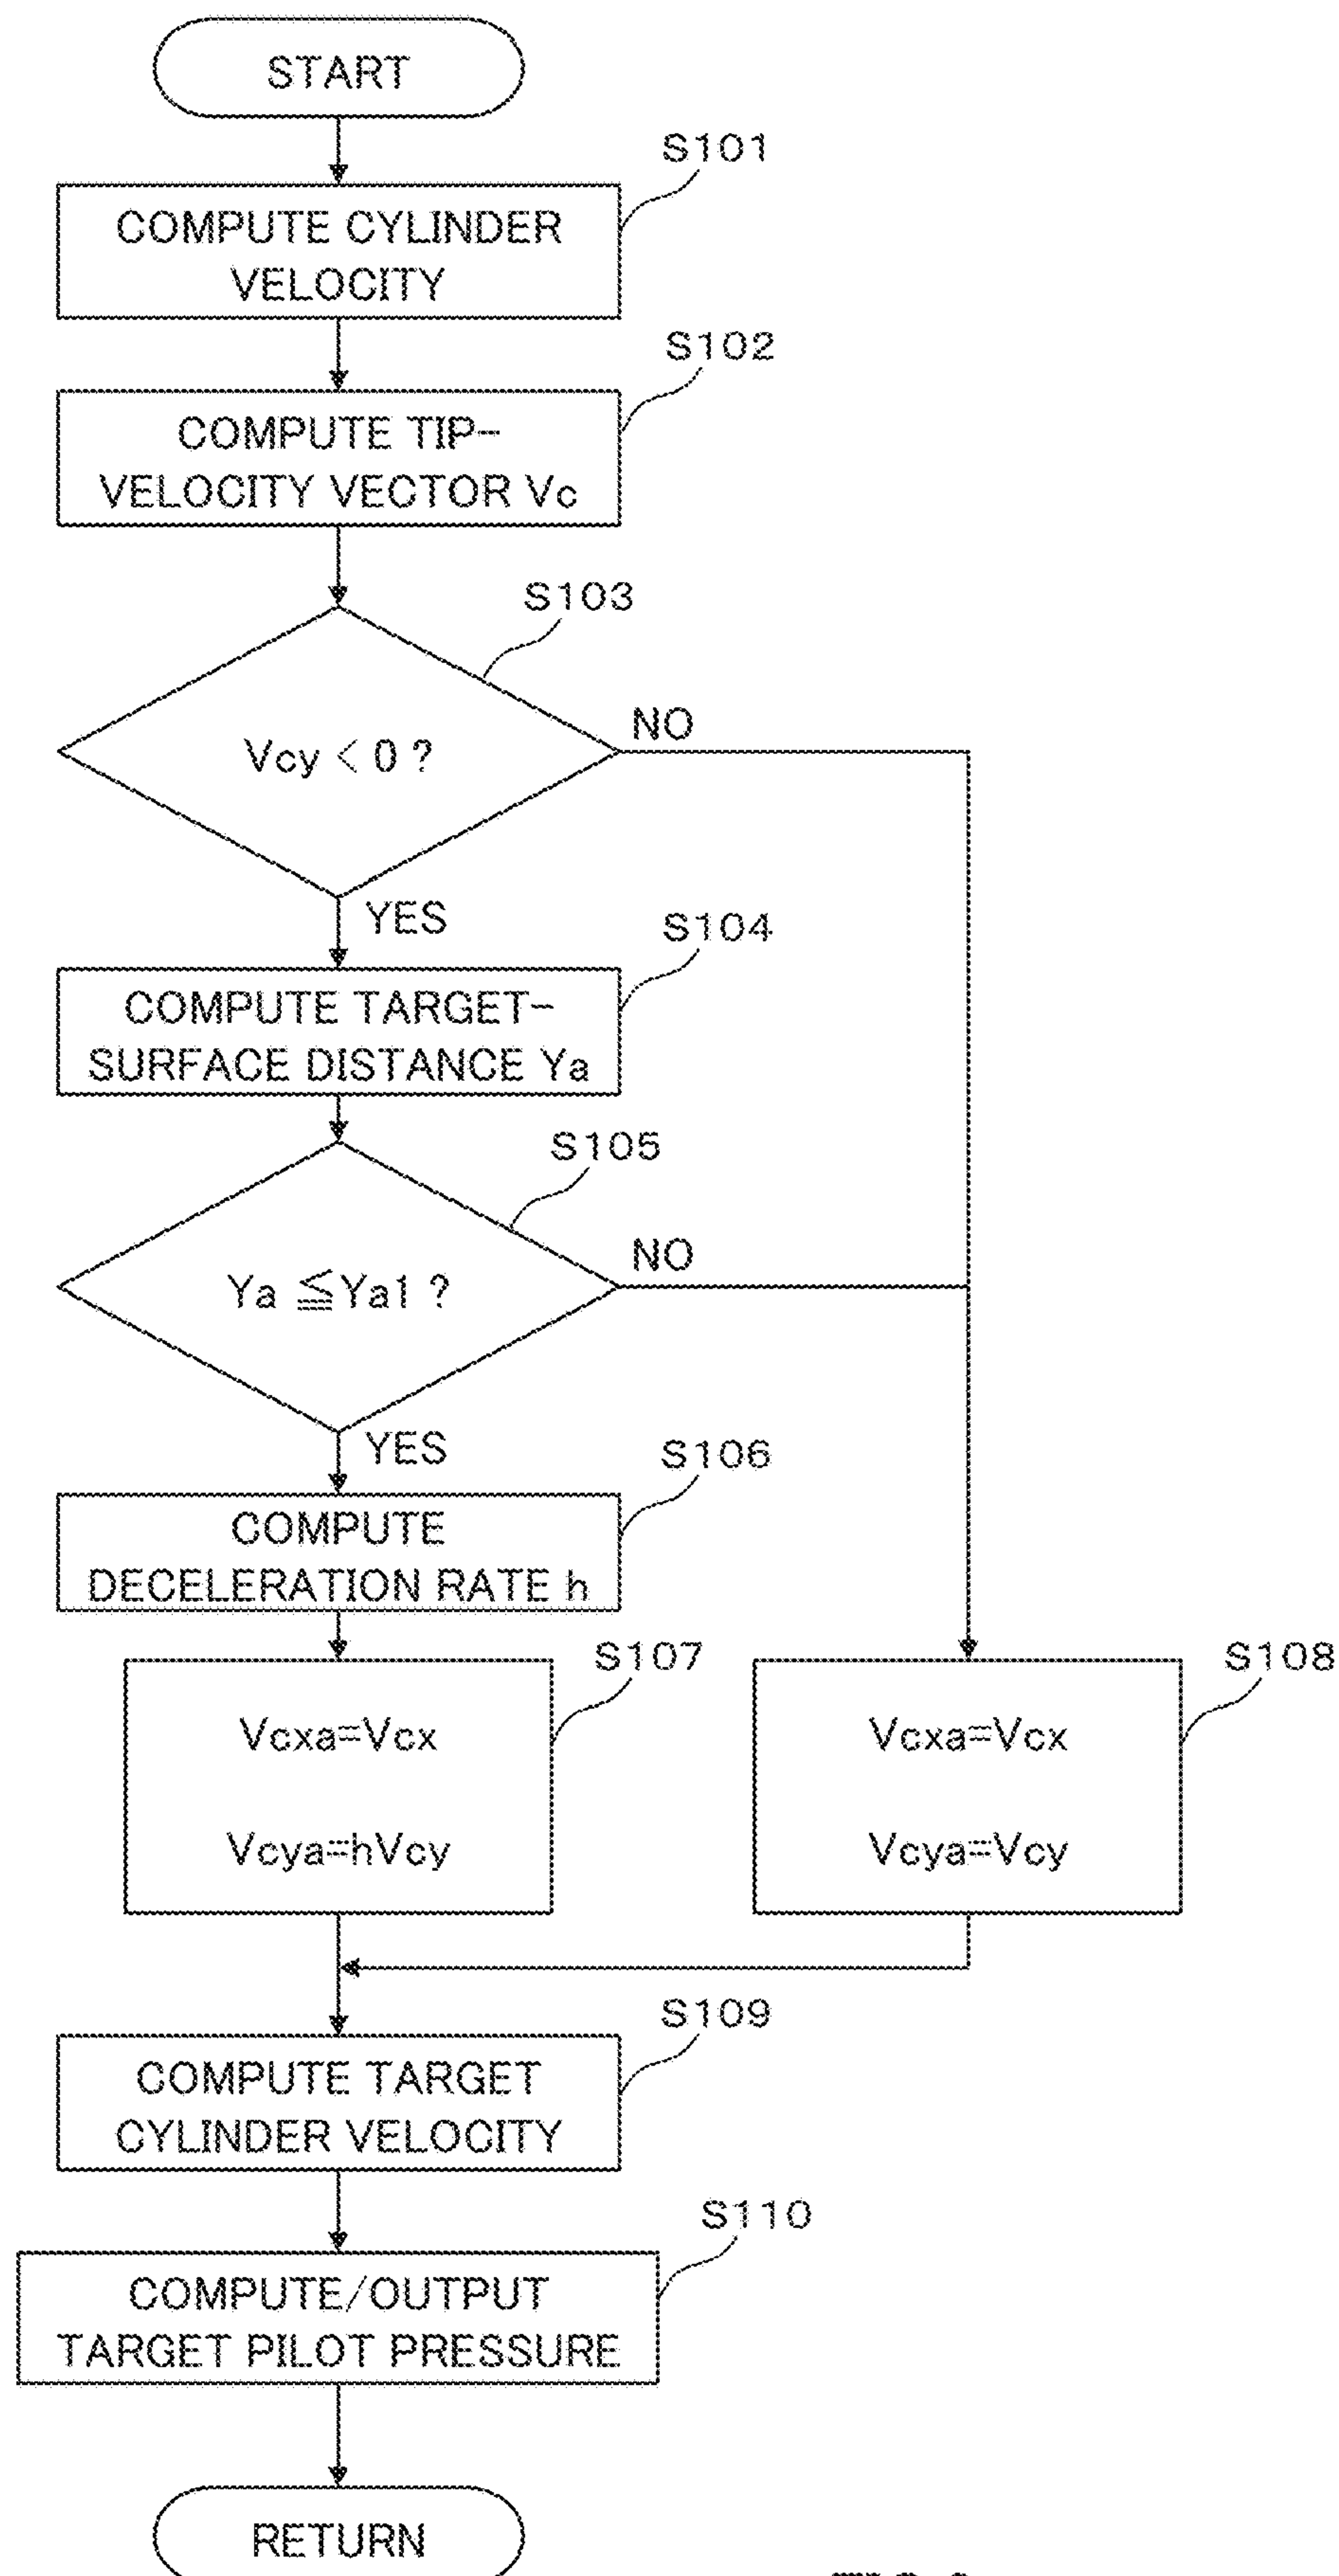 START
S101
COMPUTE CYLINDER
VELOCITY
S102
COMPUTE TIP-
VELOCITY VECTOR Vc
S103
Vcy < 0 ?
NO
YES
S104
COMPUTE TARGET-
SURFACE DISTANCE Ya
S105
Ya ≦Ya1 ?
NO
YES
S106
COMPUTE
DECELERATION RATE h
S107
Vcxa=Vcx
Vcya=hVcy
S108
Vcxa=Vcx
Vcya=Vcy
S109
COMPUTE TARGET
CYLINDER VELOCITY
S110
COMPUTE/OUTPUT
TARGET PILOT PRESSURE
RETURN